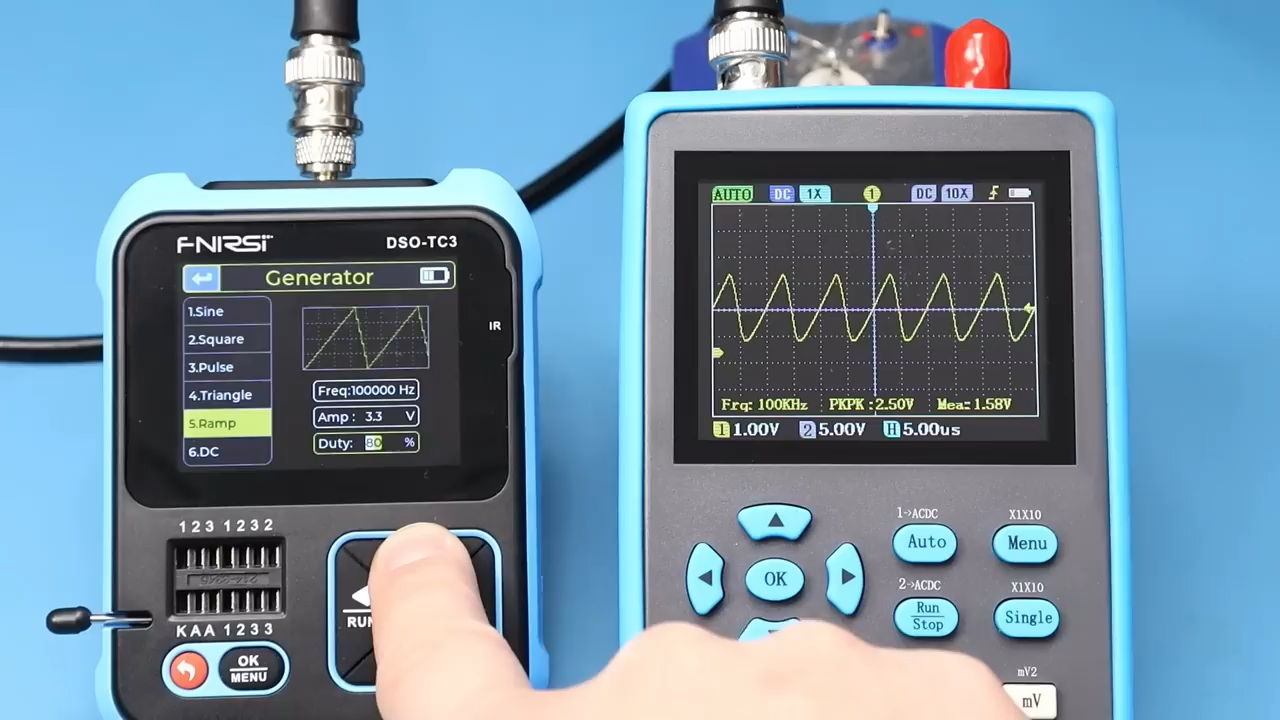 FNIRSI
DSO-TC3
Generator
1.Sine
2.Square
3.Pulse
4.Triangle
5.Ramp
6.DC
Freq:100000 Hz
Amp : 3.3 V
Duty: 80 %
IR
1 2 3 1 2 3 2
K A A 1 2 3 3
OK
MENU
AUTO DC 1X 1 DC 10X
Frq: 100KHz PKPK :2.50V Mea:1.58V
1 1.00V 2 5.00V H 5.00us
1->ACDC
Auto
X1X10
Menu
OK
2->ACDC
Run
Stop
X1X10
Single
mV2
mV